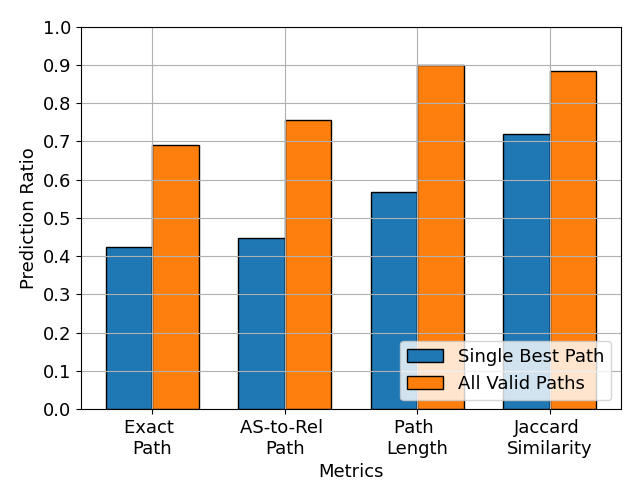 1.0
0.9
0.8
0.7
0.6
0.5
0.4
0.3
0.2
0.1
0.0
Prediction Ratio
Single Best Path
All Valid Paths
Exact
Path
AS-to-Rel
Path
Path
Length
Jaccard
Similarity
Metrics